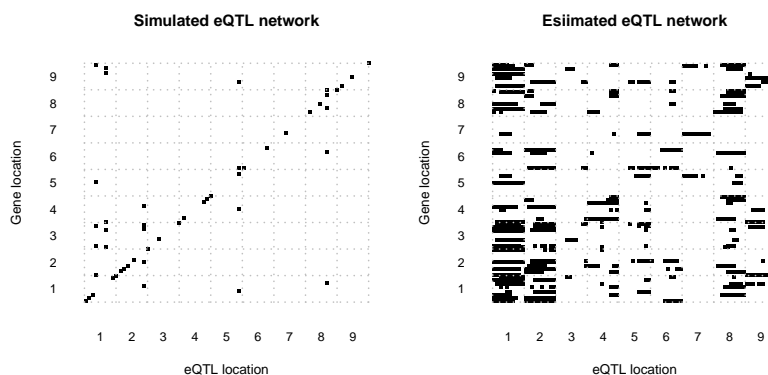 Simulated eQTL network
9
8
7
6
5
4
3
2
1
Gene location
1 2 3 4 5 6 7 8 9
eQTL location
Esiimated eQTL network
9
8
7
6
5
4
3
2
1
Gene location
1 2 3 4 5 6 7 8 9
eQTL location